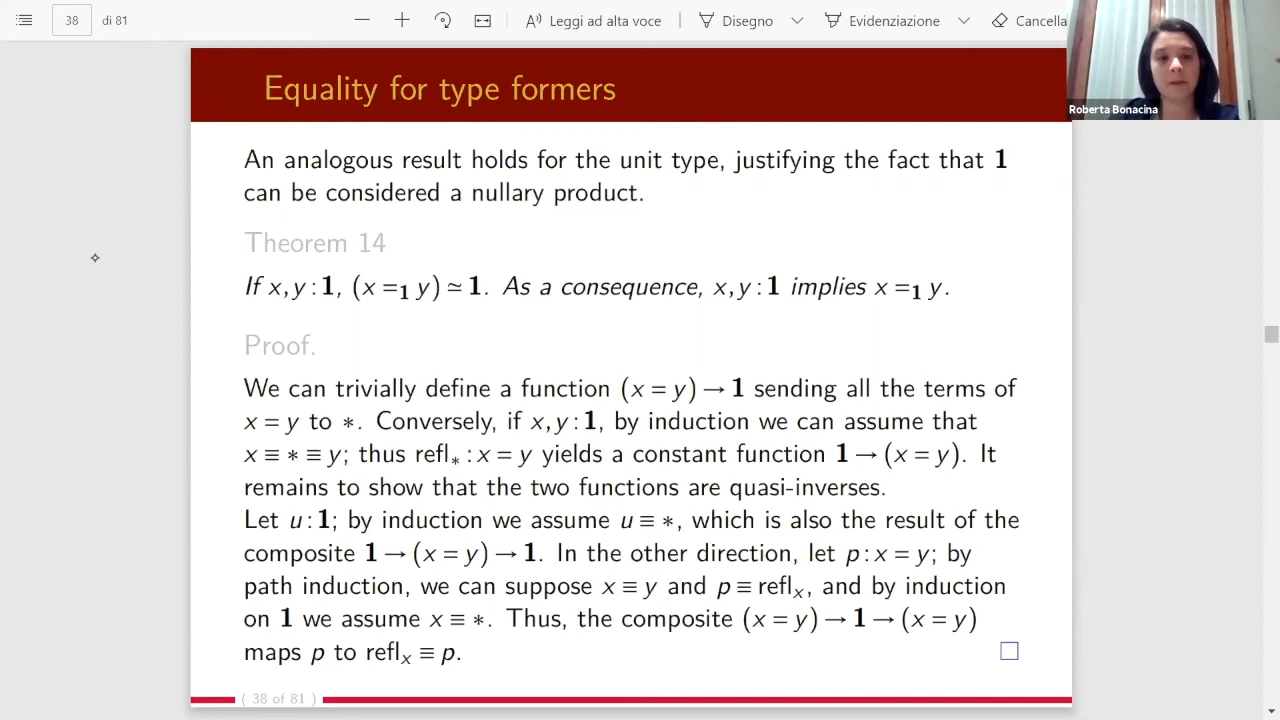 38 di 81 Leggi ad alta voce Disegno Evidenziazione Cancella
Roberta Bonacina
Equality for type formers
An analogous result holds for the unit type, justifying the fact that 𝟏
can be considered a nullary product.
Theorem 14
If x, y : 𝟏, (x =𝟏 y) ≃ 𝟏. As a consequence, x, y : 𝟏 implies x =𝟏 y.
Proof.
We can trivially define a function (x = y) → 𝟏 sending all the terms of
x = y to ∗. Conversely, if x, y : 𝟏, by induction we can assume that
x ≡ ∗ ≡ y; thus refl∗ : x = y yields a constant function 𝟏 → (x = y). It
remains to show that the two functions are quasi-inverses.
Let u : 𝟏; by induction we assume u ≡ ∗, which is also the result of the
composite 𝟏 → (x = y) → 𝟏. In the other direction, let p : x = y; by
path induction, we can suppose x ≡ y and p ≡ reflₓ, and by induction
on 𝟏 we assume x ≡ ∗. Thus, the composite (x = y) → 𝟏 → (x = y)
maps p to reflₓ ≡ p. □
( 38 of 81 )